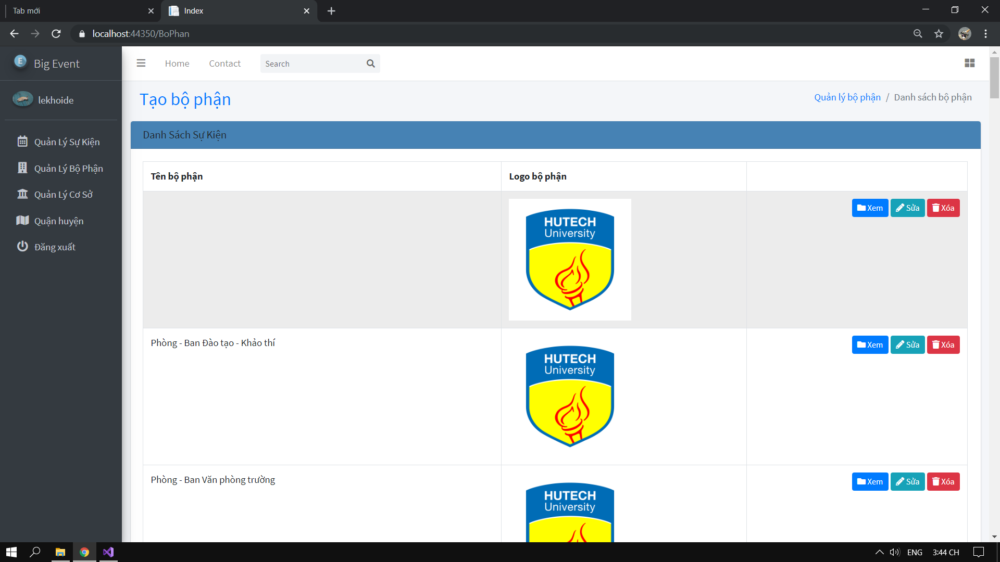 Tab mới
Index
localhost:44350/BoPhan
E
Big Event
Home
Contact
Search
lekhoide
Tạo bộ phận
Quản lý bộ phận / Danh sách bộ phận
Danh Sách Sự Kiện
Quản Lý Sự Kiện
Quản Lý Bộ Phận
Quản Lý Cơ Sở
Quận huyện
Đăng xuất
Tên bộ phận
Logo bộ phận
HUTECH
University
Xem
Sửa
Xóa
Phòng - Ban Đào tạo - Khảo thí
HUTECH
University
Xem
Sửa
Xóa
Phòng - Ban Văn phòng trường
HUTECH
University
Xem
Sửa
Xóa
ENG
3:44 CH